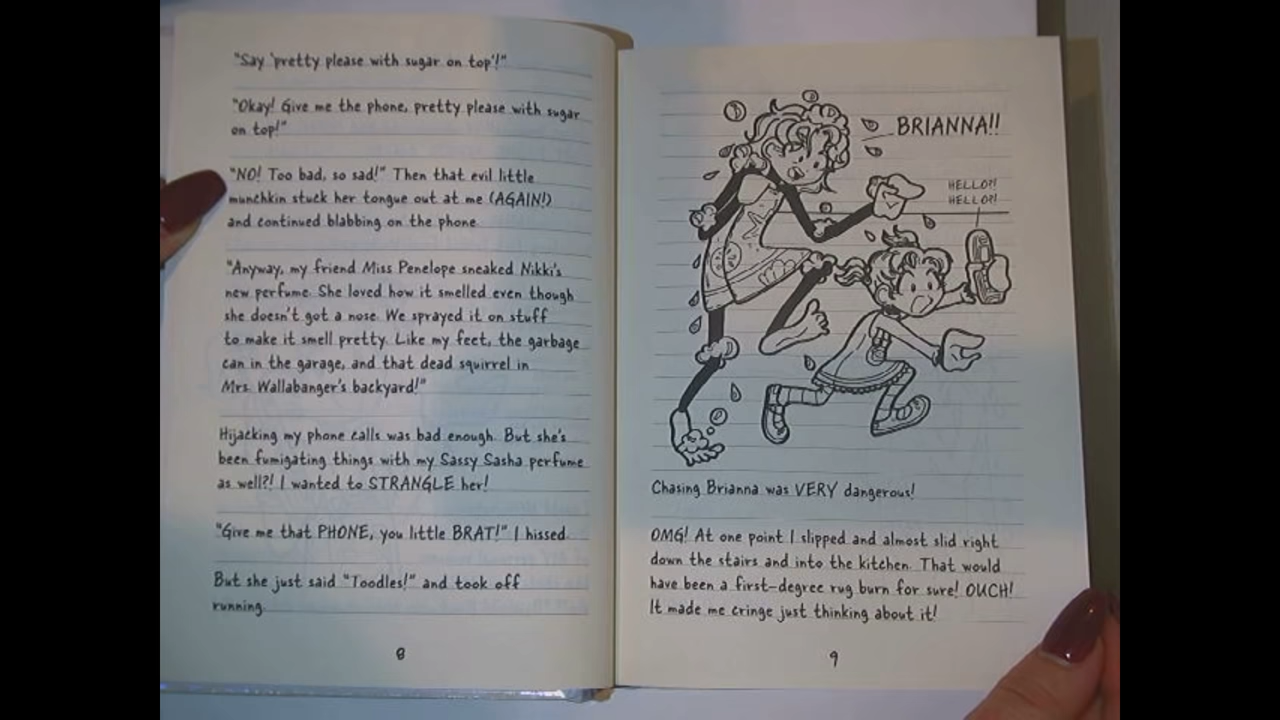 "Say 'pretty please with sugar on top'!"
"Okay! Give me the phone, pretty please with sugar
on top!"
"NO! Too bad, so sad!" Then that evil little
munchkin stuck her tongue out at me (AGAIN!)
and continued blabbing on the phone.
"Anyway, my friend Miss Penelope sneaked Nikki's
new perfume. She loved how it smelled even though
she doesn't got a nose. We sprayed it on stuff
to make it smell pretty. Like my feet, the garbage
can in the garage, and that dead squirrel in
Mrs. Wallabanger's backyard!"
Hijacking my phone calls was bad enough. But she's
been fumigating things with my Sassy Sasha perfume
as well?! I wanted to STRANGLE her!
"Give me that PHONE, you little BRAT!" I hissed.
But she just said "Toodles!" and took off
running.
8
BRIANNA!!
HELLO?!
HELLO?!
Chasing Brianna was VERY dangerous!
OMG! At one point I slipped and almost slid right
down the stairs and into the kitchen. That would
have been a first-degree rug burn for sure! OUCH!
It made me cringe just thinking about it!
9